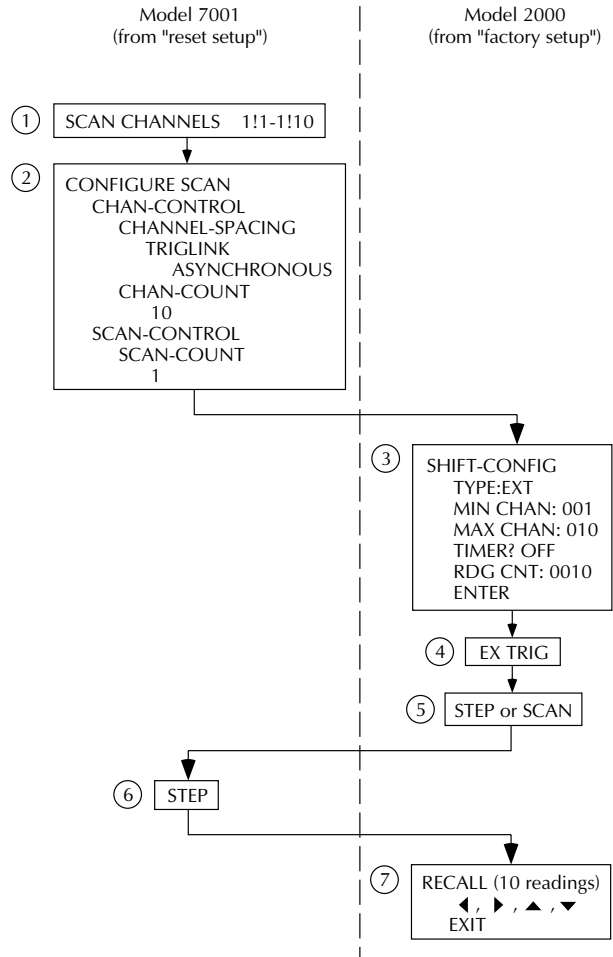 Model 7001
(from "reset setup")
Model 2000
(from "factory setup")
1
SCAN CHANNELS 1!1-1!10
2
CONFIGURE SCAN
CHAN-CONTROL
CHANNEL-SPACING
TRIGLINK
ASYNCHRONOUS
CHAN-COUNT
10
SCAN-CONTROL
SCAN-COUNT
1
3
SHIFT-CONFIG
TYPE:EXT
MIN CHAN: 001
MAX CHAN: 010
TIMER? OFF
RDG CNT: 0010
ENTER
4
EX TRIG
5
STEP or SCAN
6
STEP
7
RECALL (10 readings)
◀ , ▶ , ▲ , ▼
EXIT